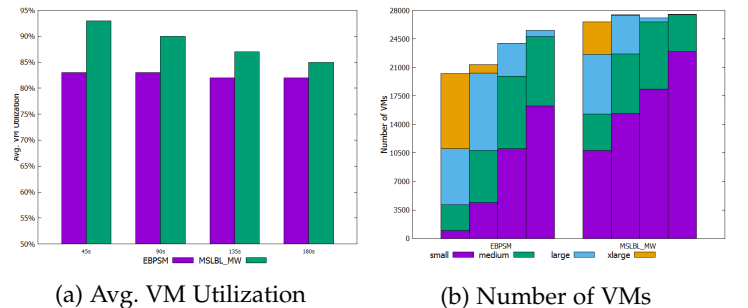 95%
90%
85%
80%
75%
70%
65%
60%
55%
50%
Avg. VM Utilization
45s 90s 135s 180s
EBPSM MSLBL_MW
(a) Avg. VM Utilization
28000
24500
21000
17500
14000
10500
7000
3500
0
Number of VMs
EBPSM MSLBL_MW
small medium large xlarge
(b) Number of VMs